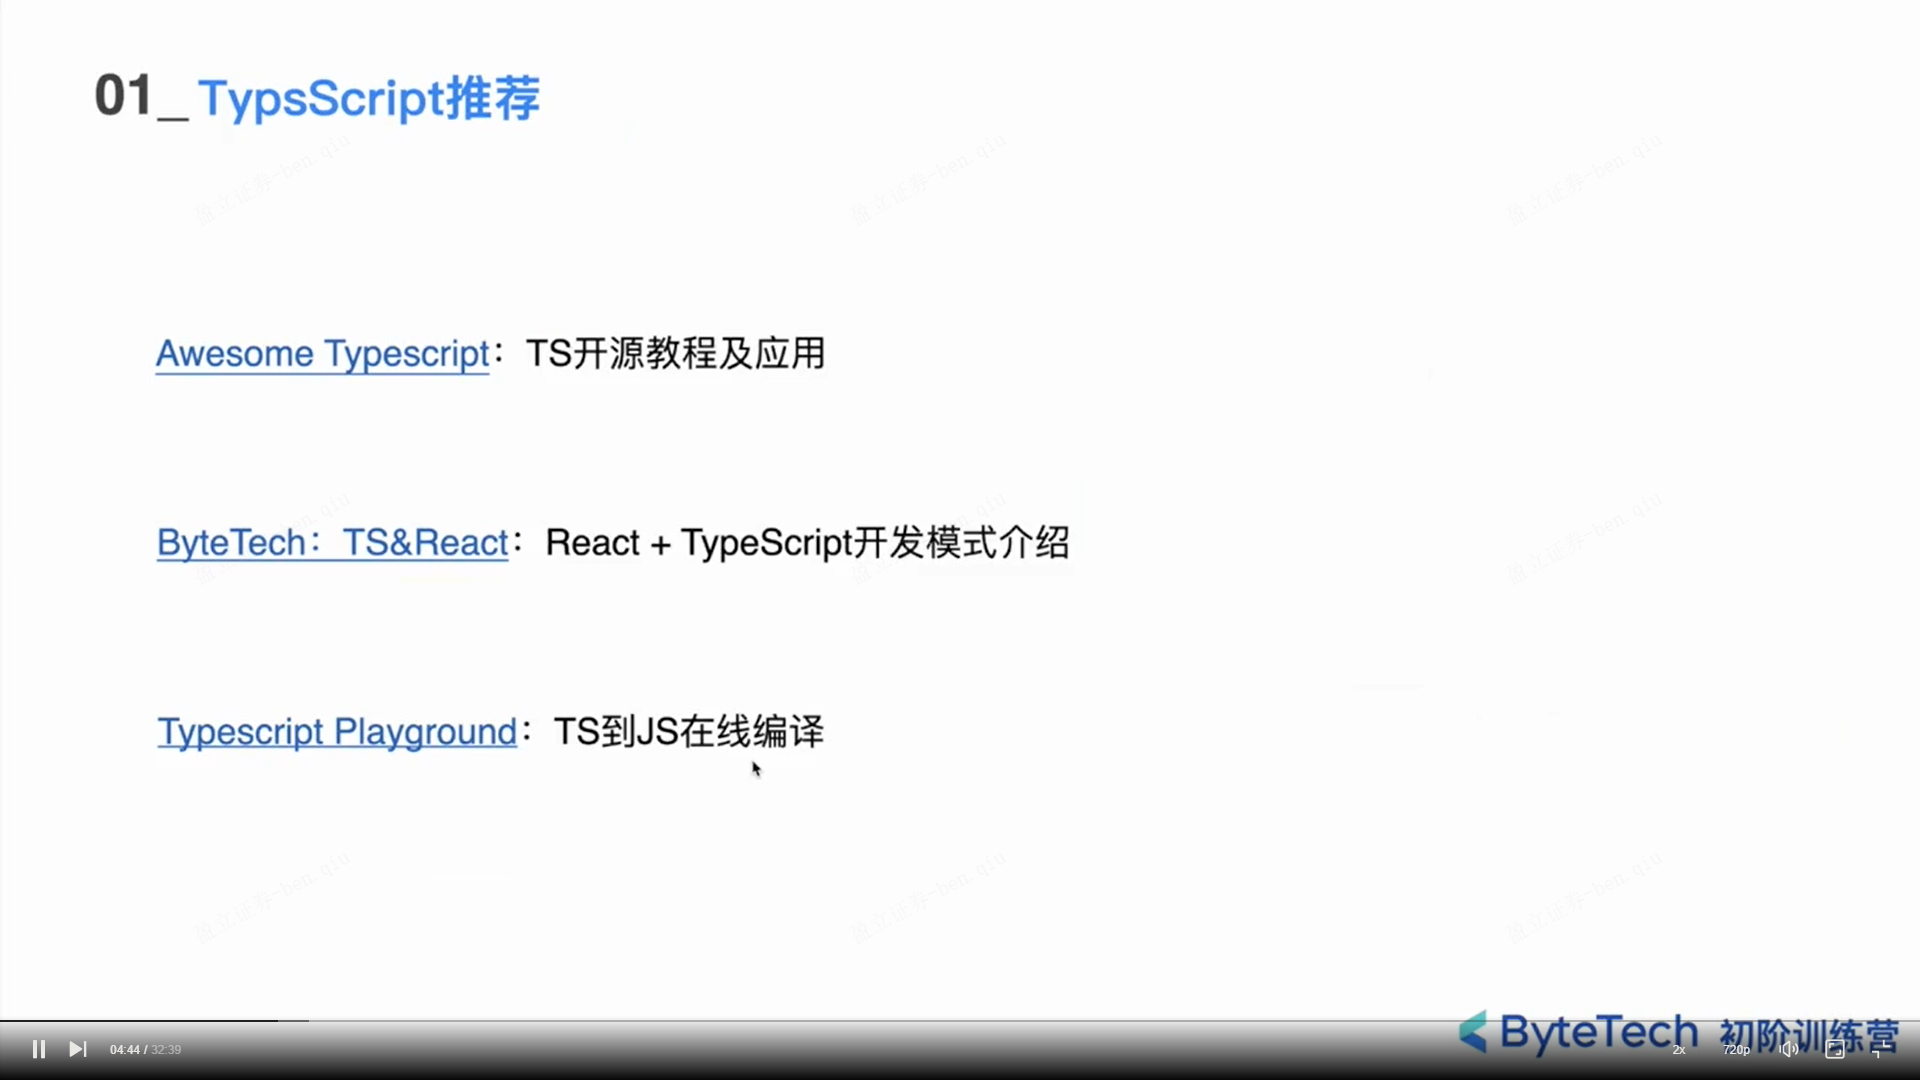 01_ TypsScript推荐
Awesome Typescript：TS开源教程及应用
ByteTech：TS&React：React + TypeScript开发模式介绍
Typescript Playground：TS到JS在线编译
ByteTech 初阶训练营
04:44 / 32:39
2x
720p